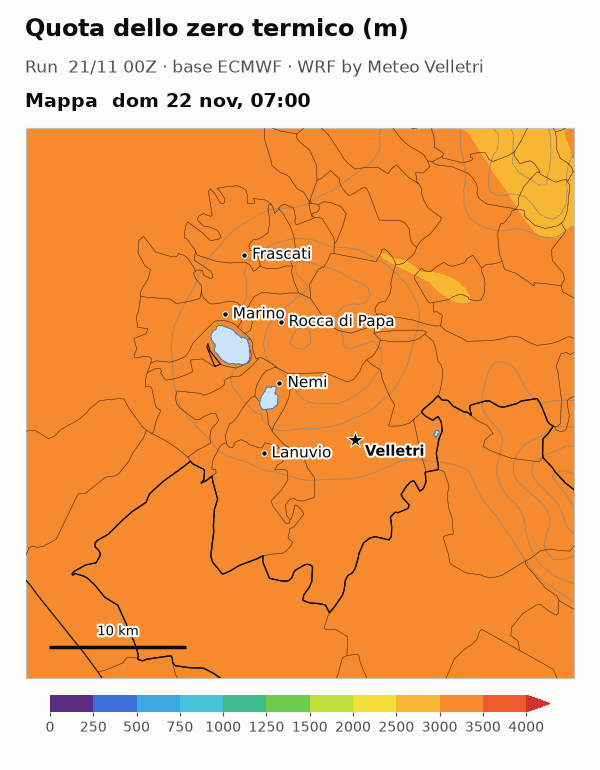 Quota dello zero termico (m)
Run  21/11 00Z · base ECMWF · WRF by Meteo Velletri
Mappa  dom 22 nov, 07:00
Frascati
Marino
Rocca di Papa
Nemi
Velletri
Lanuvio
10 km
0 250 500 750 1000 1250 1500 2000 2500 3000 3500 4000